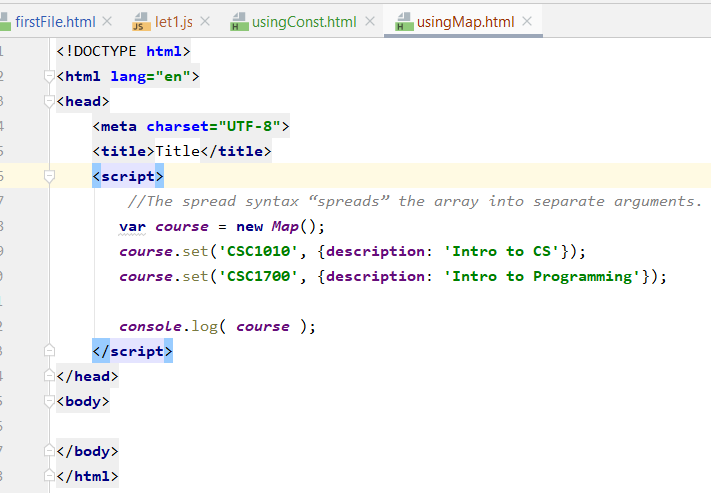 firstFile.html let1.js usingConst.html usingMap.html
<!DOCTYPE html>
<html lang="en">
<head>
<meta charset="UTF-8">
<title>Title</title>
<script>
//The spread syntax “spreads” the array into separate arguments.
var course = new Map();
course.set('CSC1010', {description: 'Intro to CS'});
course.set('CSC1700', {description: 'Intro to Programming'});
console.log( course );
</script>
</head>
<body>
</body>
</html>